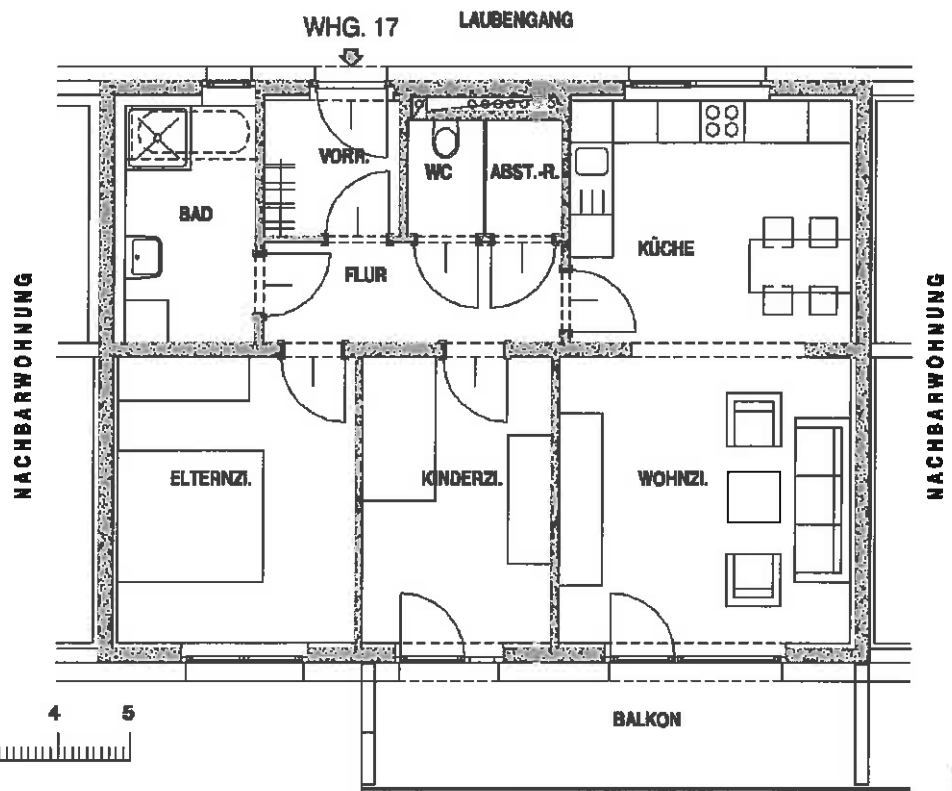 LAUBENGANG
WHG. 17
VORR.
WC
ABST.-R.
BAD
KÜCHE
FLUR
NACHBARWOHNUNG
NACHBARWOHNUNG
ELTERNZI.
KINDERZI.
WOHNZI.
4 5
BALKON